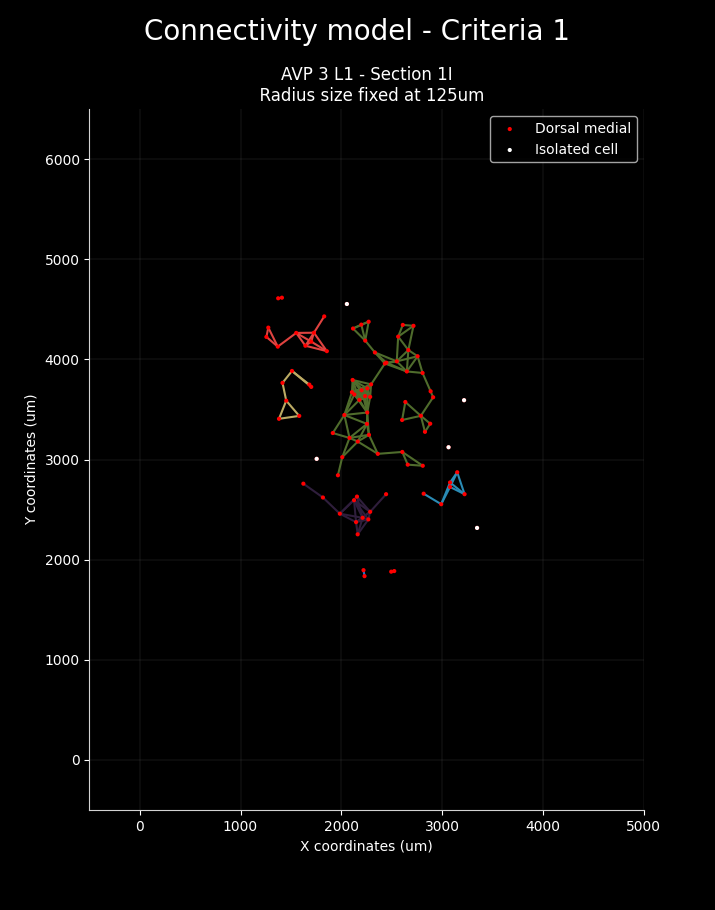 Connectivity model - Criteria 1
AVP 3 L1 - Section 1I
Radius size fixed at 125um
Dorsal medial
Isolated cell
6000
5000
4000
3000
2000
1000
0
Y coordinates (um)
0 1000 2000 3000 4000 5000
X coordinates (um)